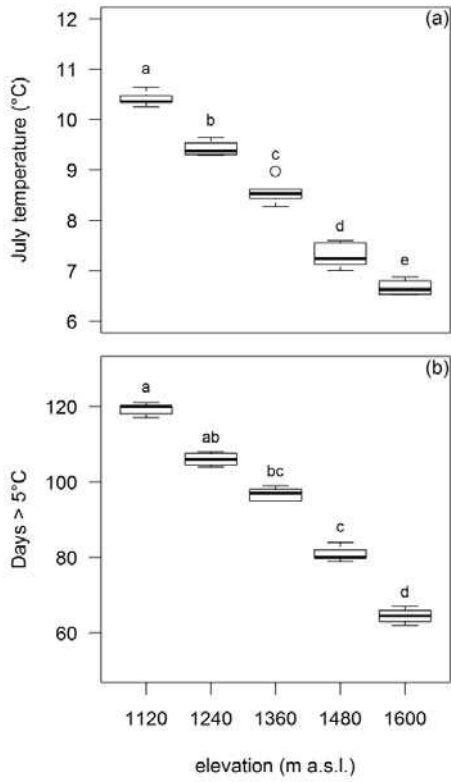 (a)
July temperature (°C)
12
11
10
9
8
7
6
a
b
c
d
e
(b)
Days > 5°C
120
100
80
60
a
ab
bc
c
d
1120 1240 1360 1480 1600
elevation (m a.s.l.)